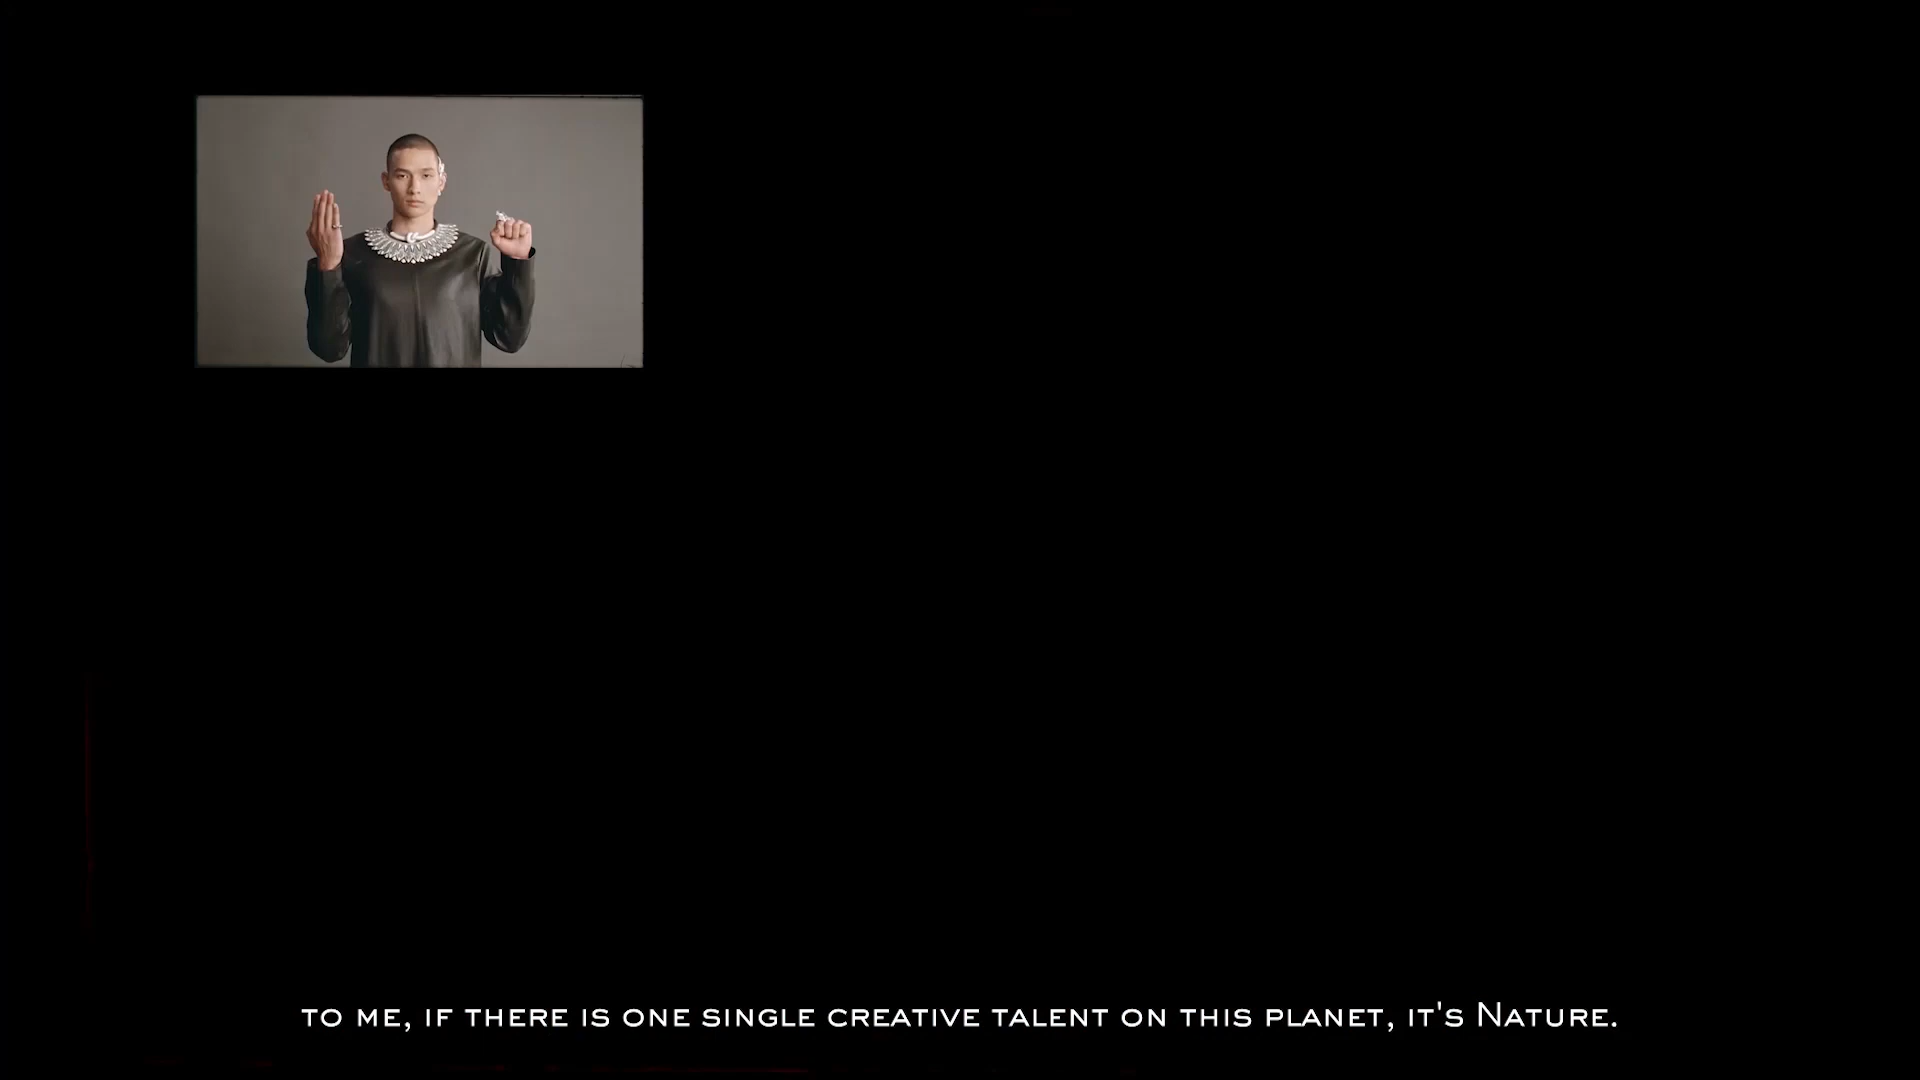 TO ME, IF THERE IS ONE SINGLE CREATIVE TALENT ON THIS PLANET, IT'S NATURE.